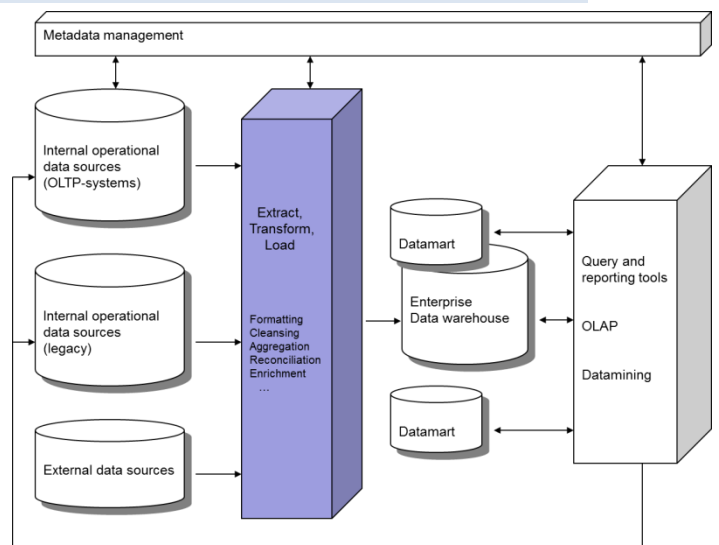 Metadata management
Internal operational
data sources
(OLTP-systems)
Extract,
Transform,
Load
Datamart
Query and
reporting tools
Internal operational
data sources
(legacy)
Formatting
Cleansing
Aggregation
Reconciliation
Enrichment
...
Enterprise
Data warehouse
OLAP
Datamining
External data sources
Datamart